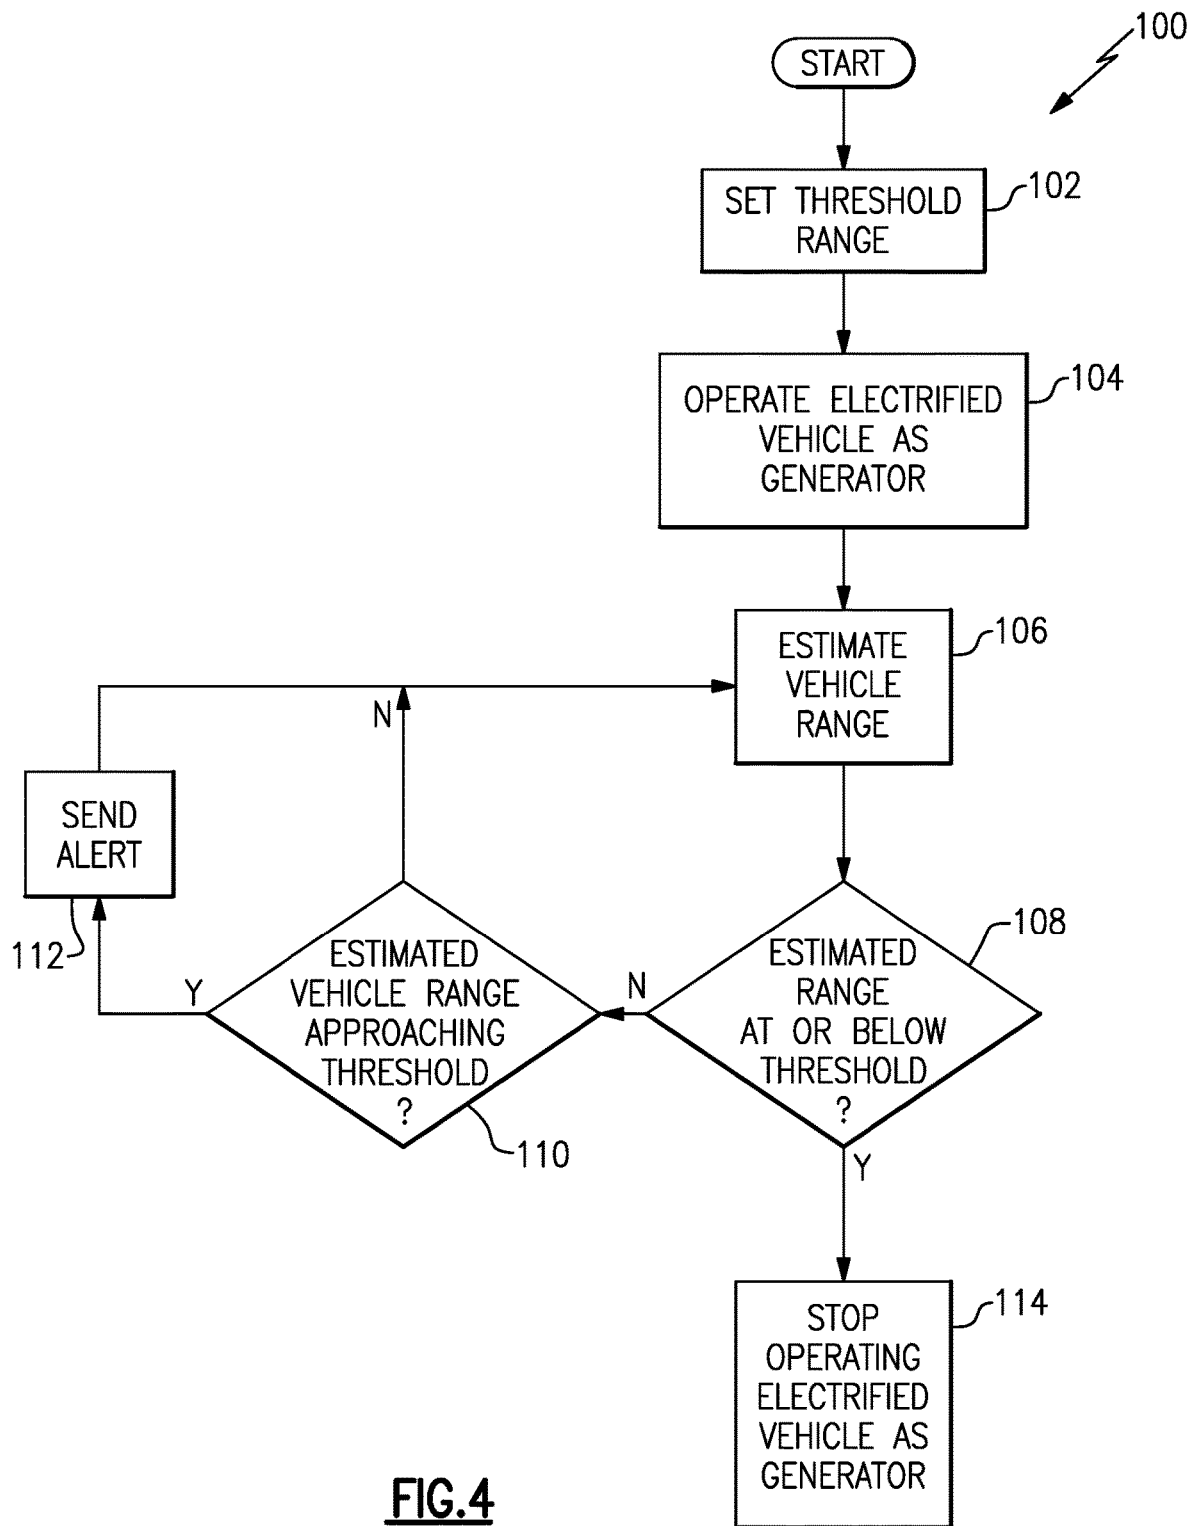 100
START
SET THRESHOLD
RANGE
102
OPERATE ELECTRIFIED
VEHICLE AS
GENERATOR
104
ESTIMATE
VEHICLE
RANGE
106
N
SEND
ALERT
112
ESTIMATED
VEHICLE RANGE
APPROACHING
THRESHOLD
?
110
Y
N
ESTIMATED
RANGE
AT OR BELOW
THRESHOLD
?
108
Y
STOP
OPERATING
ELECTRIFIED
VEHICLE AS
GENERATOR
114
FIG.4